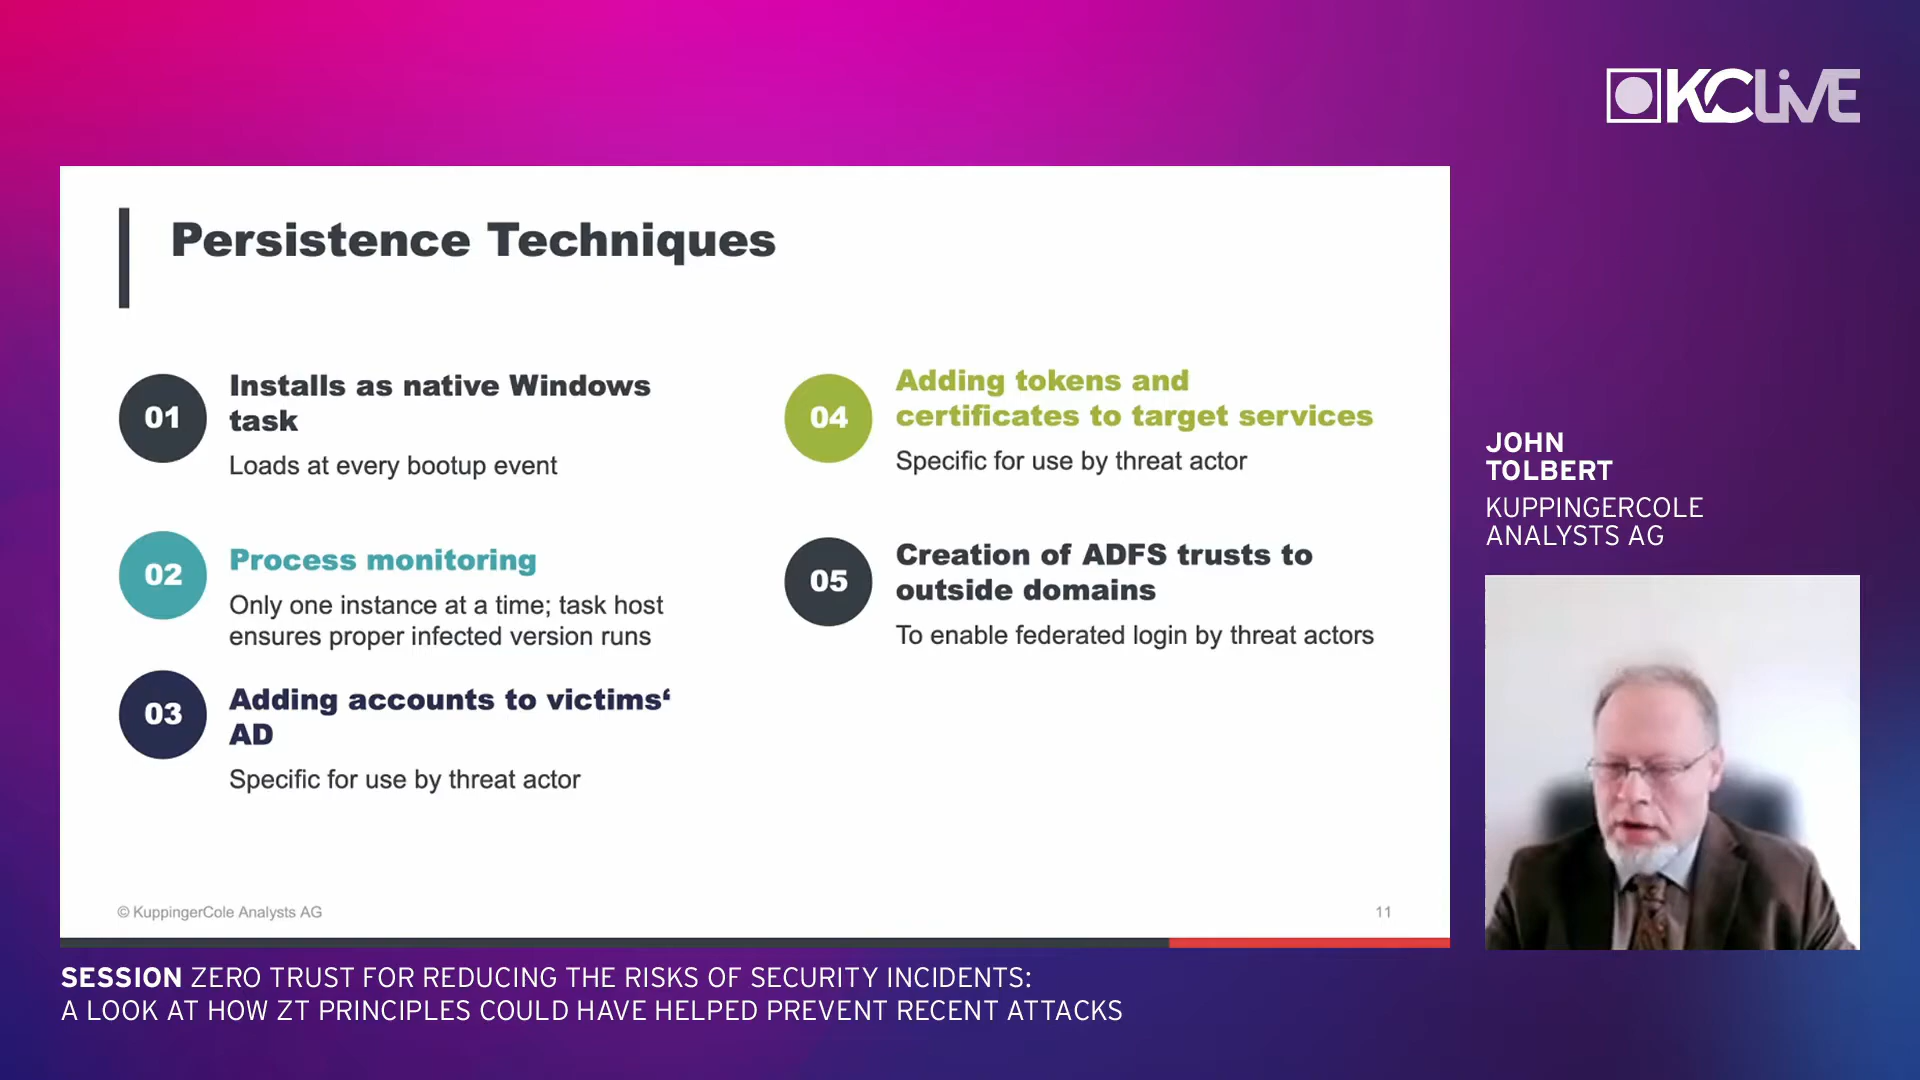 KCLIVE
Persistence Techniques
01
Installs as native Windows
task
Loads at every bootup event
02
Process monitoring
Only one instance at a time; task host
ensures proper infected version runs
03
Adding accounts to victims‘
AD
Specific for use by threat actor
04
Adding tokens and
certificates to target services
Specific for use by threat actor
05
Creation of ADFS trusts to
outside domains
To enable federated login by threat actors
© KuppingerCole Analysts AG
11
JOHN
TOLBERT
KUPPINGERCOLE
ANALYSTS AG
SESSION ZERO TRUST FOR REDUCING THE RISKS OF SECURITY INCIDENTS:
A LOOK AT HOW ZT PRINCIPLES COULD HAVE HELPED PREVENT RECENT ATTACKS